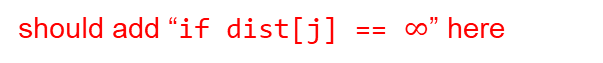 should add “if dist[j] == ∞” here